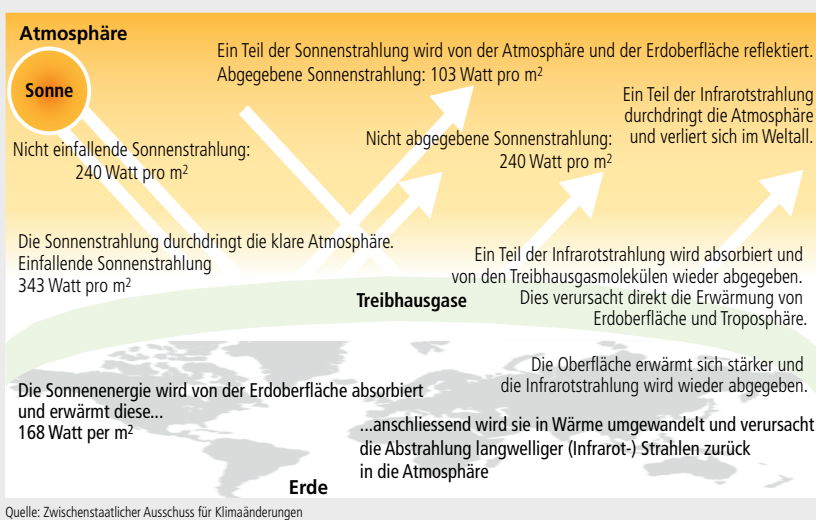 Atmosphäre
Sonne
Ein Teil der Sonnenstrahlung wird von der Atmosphäre und der Erdoberfläche reflektiert.
Abgegebene Sonnenstrahlung: 103 Watt pro m²
Ein Teil der Infrarotstrahlung
durchdringt die Atmosphäre
und verliert sich im Weltall.
Nicht einfallende Sonnenstrahlung:
240 Watt pro m²
Nicht abgegebene Sonnenstrahlung:
240 Watt pro m²
Die Sonnenstrahlung durchdringt die klare Atmosphäre.
Einfallende Sonnenstrahlung
343 Watt pro m²
Ein Teil der Infrarotstrahlung wird absorbiert und
von den Treibhausgasmolekülen wieder abgegeben.
Dies verursacht direkt die Erwärmung von
Erdoberfläche und Troposphäre.
Treibhausgase
Die Oberfläche erwärmt sich stärker und
die Infrarotstrahlung wird wieder abgegeben.
Die Sonnenenergie wird von der Erdoberfläche absorbiert
und erwärmt diese...
168 Watt per m²
...anschliessend wird sie in Wärme umgewandelt und verursacht
die Abstrahlung langwelliger (Infrarot-) Strahlen zurück
in die Atmosphäre
Erde
Quelle: Zwischenstaatlicher Ausschuss für Klimaänderungen